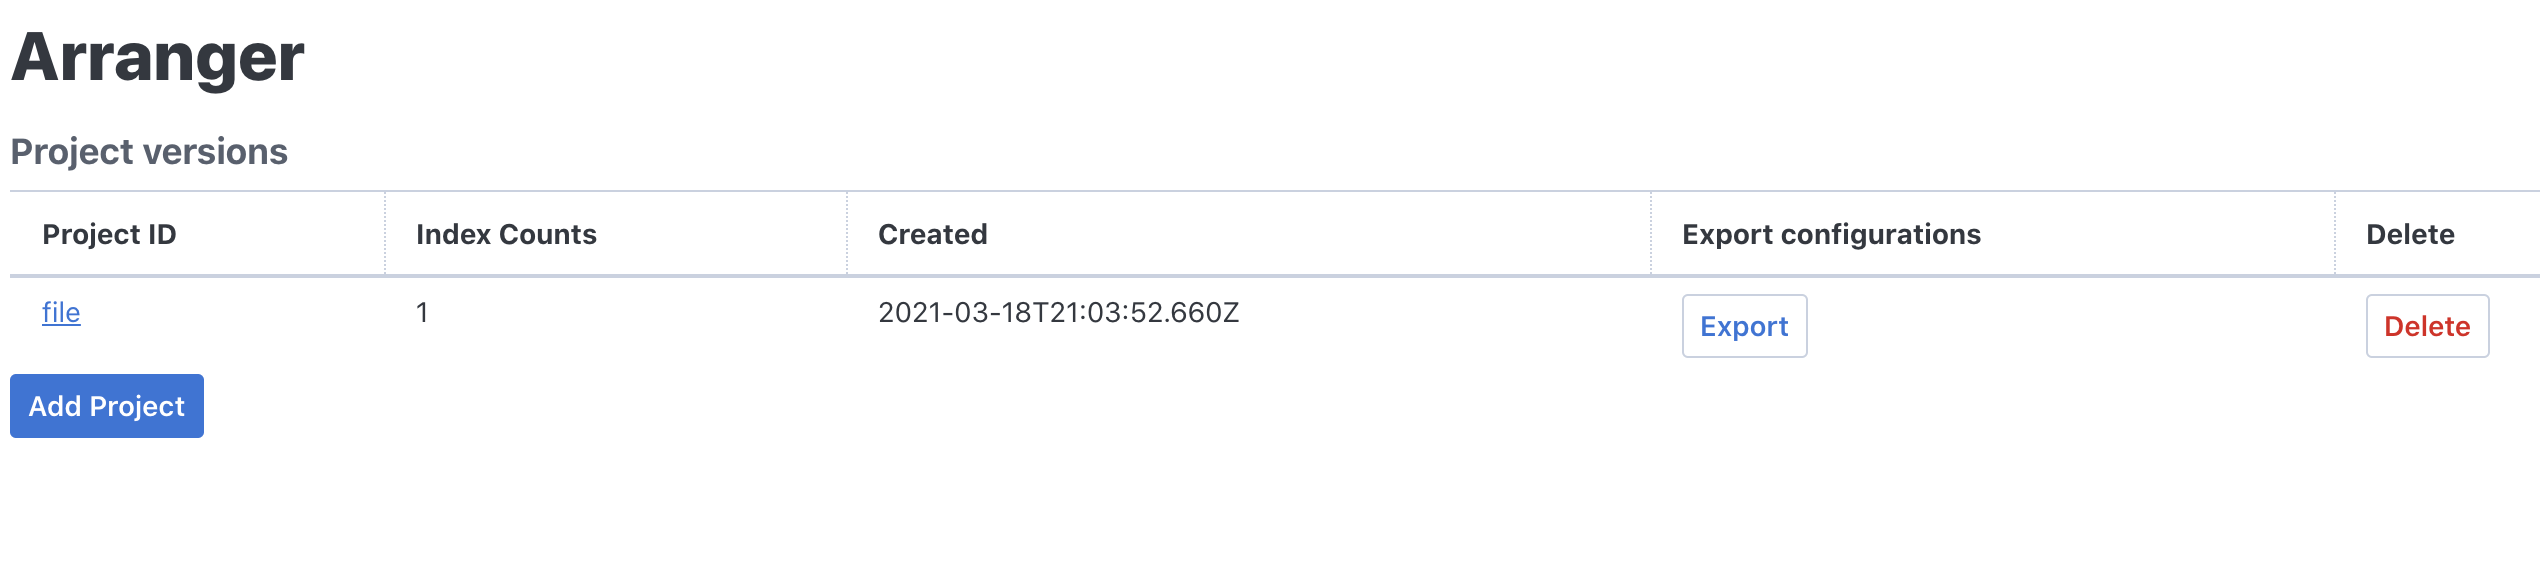 Arranger
Project versions
Project ID Index Counts Created Export configurations Delete
file 1 2021-03-18T21:03:52.660Z Export Delete
Add Project